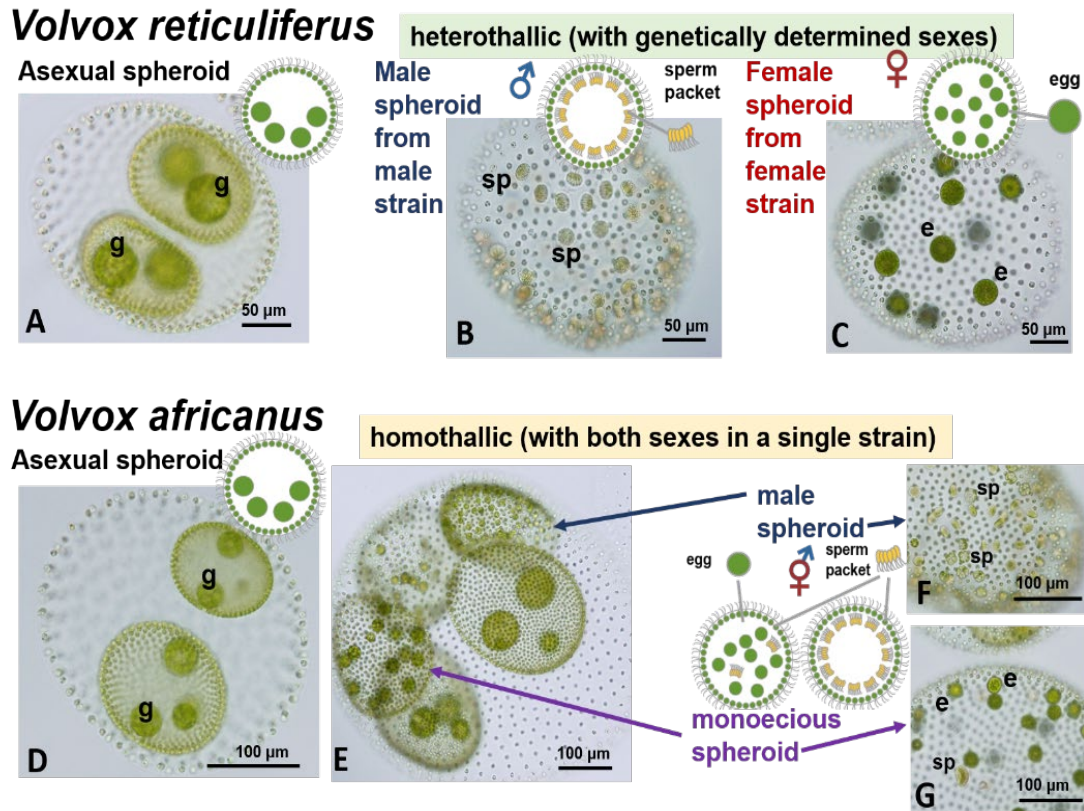 Volvox reticuliferus
heterothallic (with genetically determined sexes)
Asexual spheroid
Male
spheroid
from
male
strain
♂
sperm
packet
Female
spheroid
from
female
strain
♀
egg
g
g
A
50 µm
sp
sp
B
50 µm
e
e
C
50 µm
Volvox africanus
Asexual spheroid
homothallic (with both sexes in a single strain)
g
g
D
100 µm
E
male
spheroid
egg
sperm
packet
monoecious
spheroid
sp
sp
F
100 µm
e
e
sp
G
100 µm